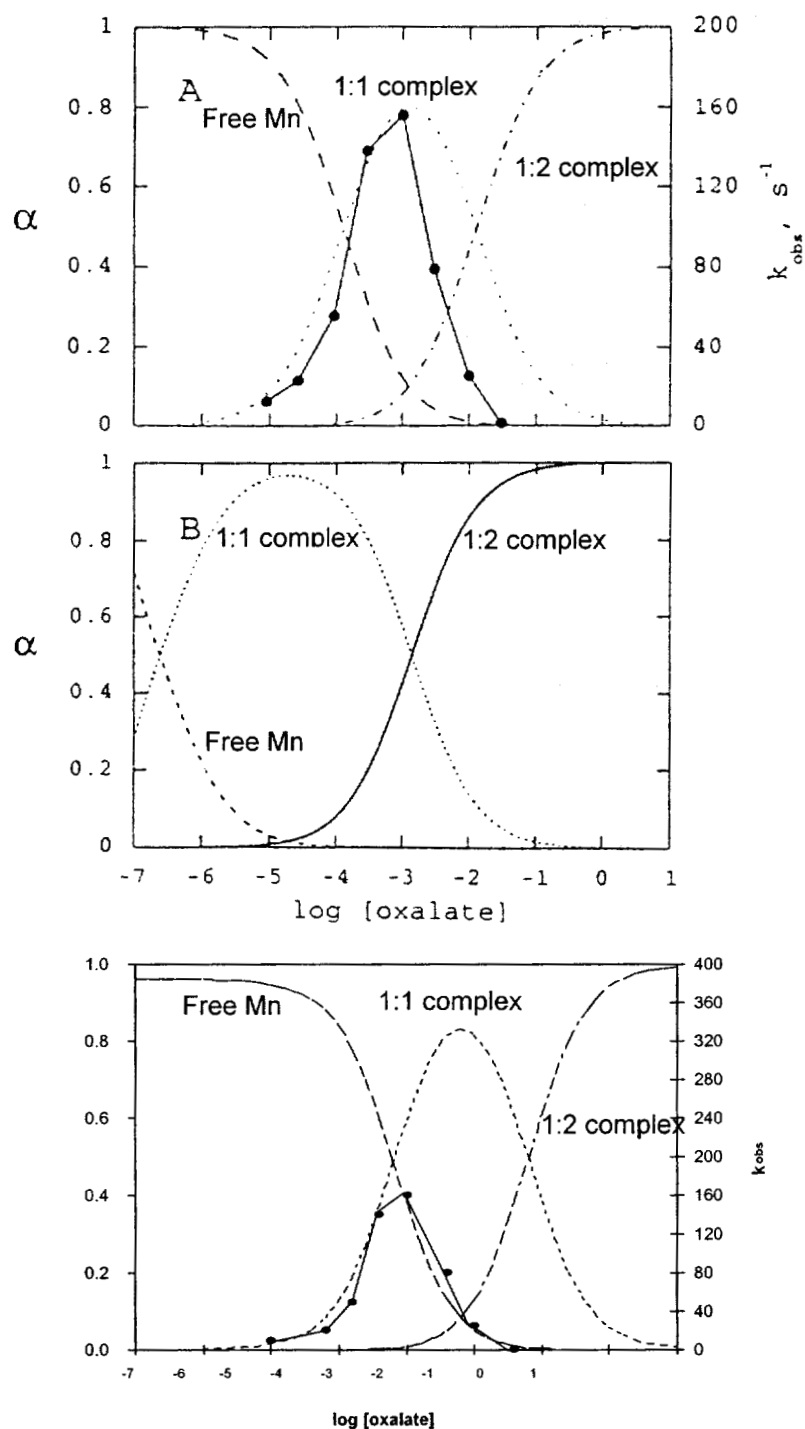 1 200
A 1:1 complex
0.8 160
Free Mn
1:2 complex
0.6 120
α k obs, s-1
0.4 80
0.2 40
0 0
1
B 1:1 complex 1:2 complex
0.8
0.6
α
0.4
Free Mn
0.2
0
-7 -6 -5 -4 -3 -2 -1 0 1
log [oxalate]
1.0 400
Free Mn 1:1 complex
360
0.8 320
280
0.6 240
1:2 complex
kobs
200
0.4 160
120
0.2 80
40
0.0 0
-7 -6 -5 -4 -3 -2 -1 0 1
log [oxalate]